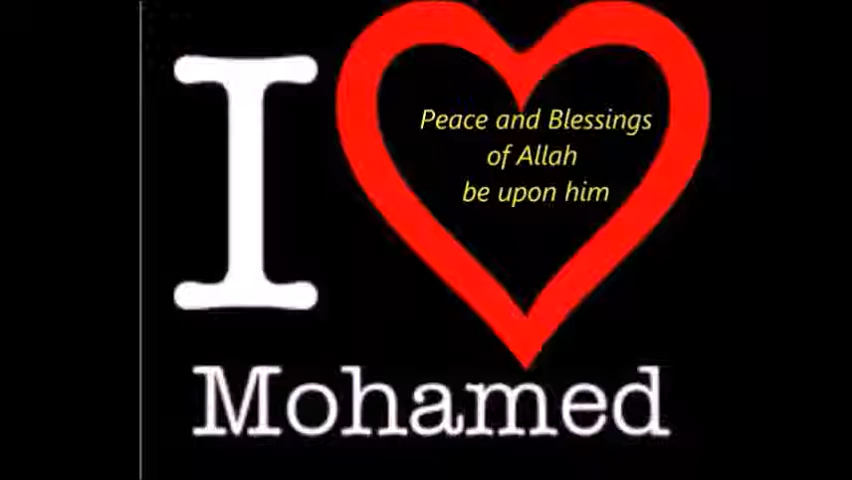 I
Peace and Blessings
of Allah
be upon him
Mohamed